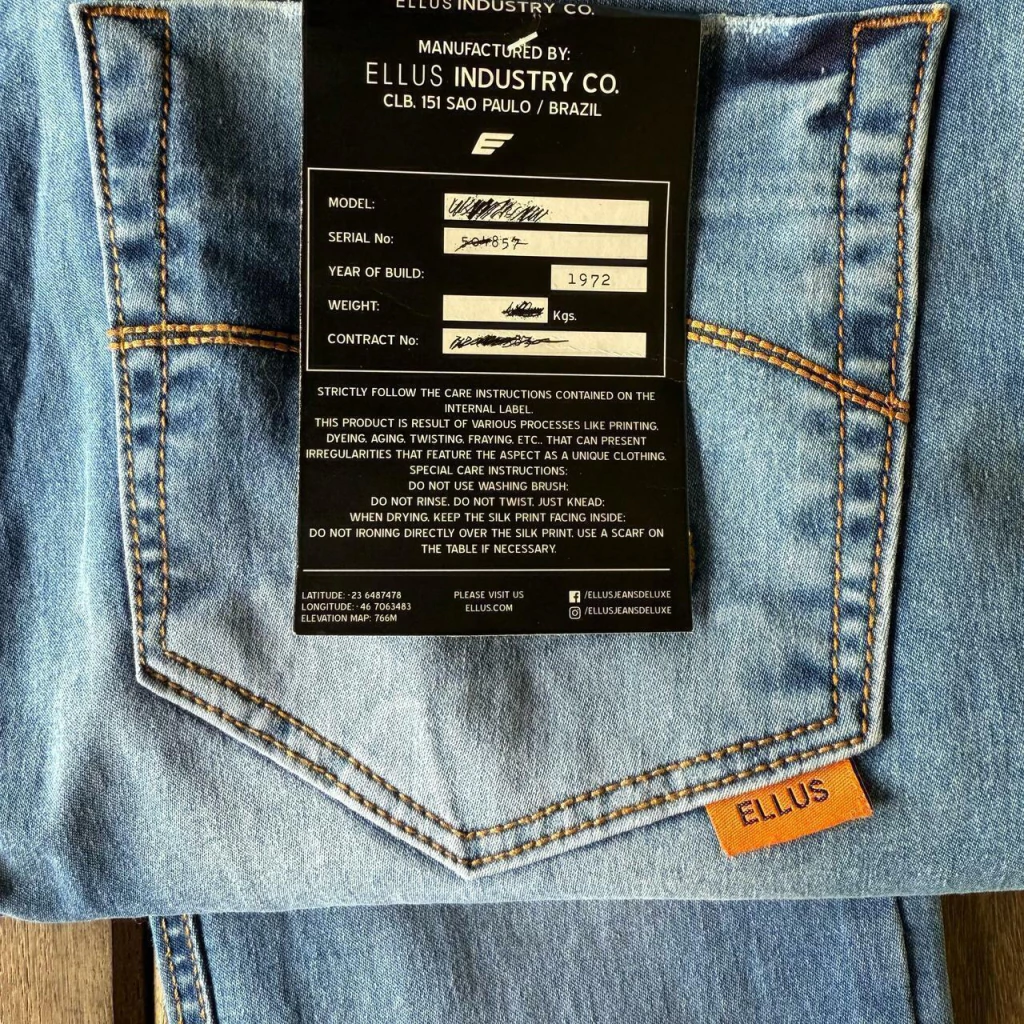 ELLUS INDUSTRY CO.
MANUFACTURED BY:
ELLUS INDUSTRY CO.
CLB. 151 SAO PAULO / BRAZIL
MODEL:
SERIAL No: 504857
YEAR OF BUILD: 1972
WEIGHT: Kgs.
CONTRACT No:
STRICTLY FOLLOW THE CARE INSTRUCTIONS CONTAINED ON THE
INTERNAL LABEL.
THIS PRODUCT IS RESULT OF VARIOUS PROCESSES LIKE PRINTING,
DYEING, AGING, TWISTING, FRAYING, ETC.. THAT CAN PRESENT
IRREGULARITIES THAT FEATURE THE ASPECT AS A UNIQUE CLOTHING.
SPECIAL CARE INSTRUCTIONS:
DO NOT USE WASHING BRUSH;
DO NOT RINSE, DO NOT TWIST, JUST KNEAD;
WHEN DRYING, KEEP THE SILK PRINT FACING INSIDE;
DO NOT IRONING DIRECTLY OVER THE SILK PRINT, USE A SCARF ON
THE TABLE IF NECESSARY.
LATITUDE: -23 6487478
LONGITUDE: -46 7063483
ELEVATION MAP: 766M
PLEASE VISIT US
ELLUS.COM
/ELLUSJEANSDELUXE
/ELLUSJEANSDELUXE
ELLUS